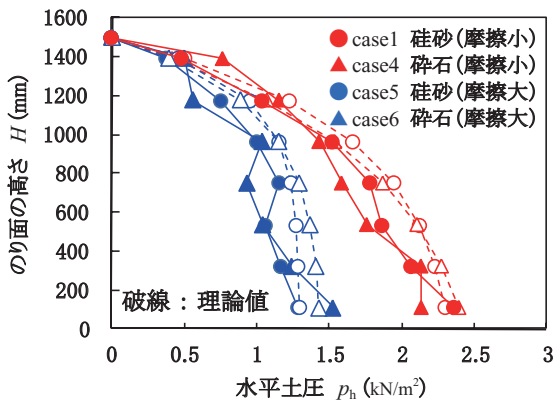 1600
1400
1200
1000
800
600
400
200
0
のり面の高さ H (mm)
case1 硅砂(摩擦小)
case4 砕石(摩擦小)
case5 硅砂(摩擦大)
case6 砕石(摩擦大)
破線：理論値
0 0.5 1 1.5 2 2.5 3
水平土圧 ph (kN/m²)